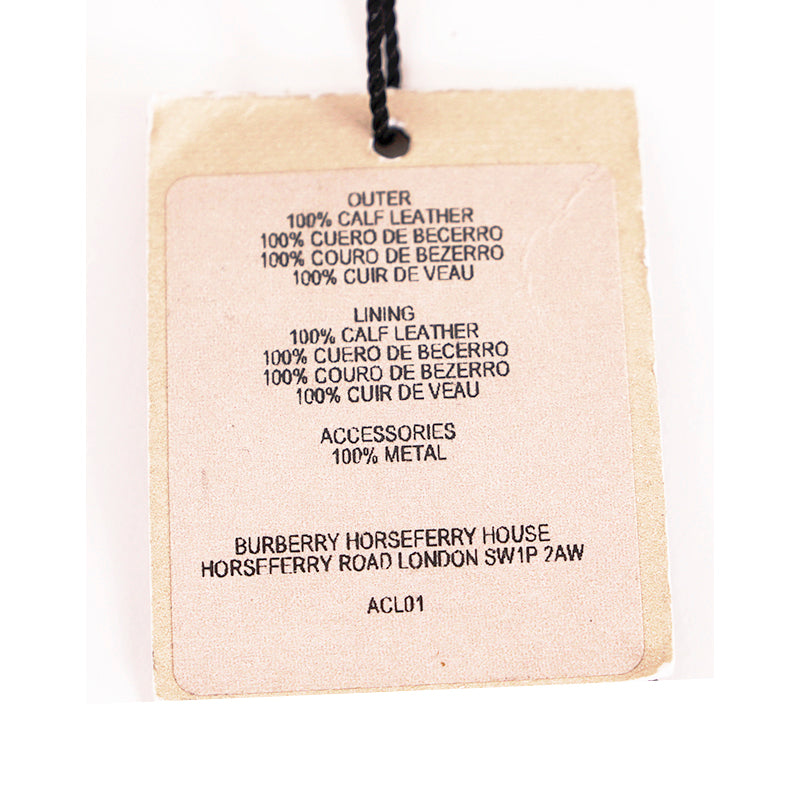 OUTER
100% CALF LEATHER
100% CUERO DE BECERRO
100% COURO DE BEZERRO
100% CUIR DE VEAU
LINING
100% CALF LEATHER
100% CUERO DE BECERRO
100% COURO DE BEZERRO
100% CUIR DE VEAU
ACCESSORIES
100% METAL
BURBERRY HORSEFERRY HOUSE
HORSEFERRY ROAD LONDON SW1P 2AW
ACL01